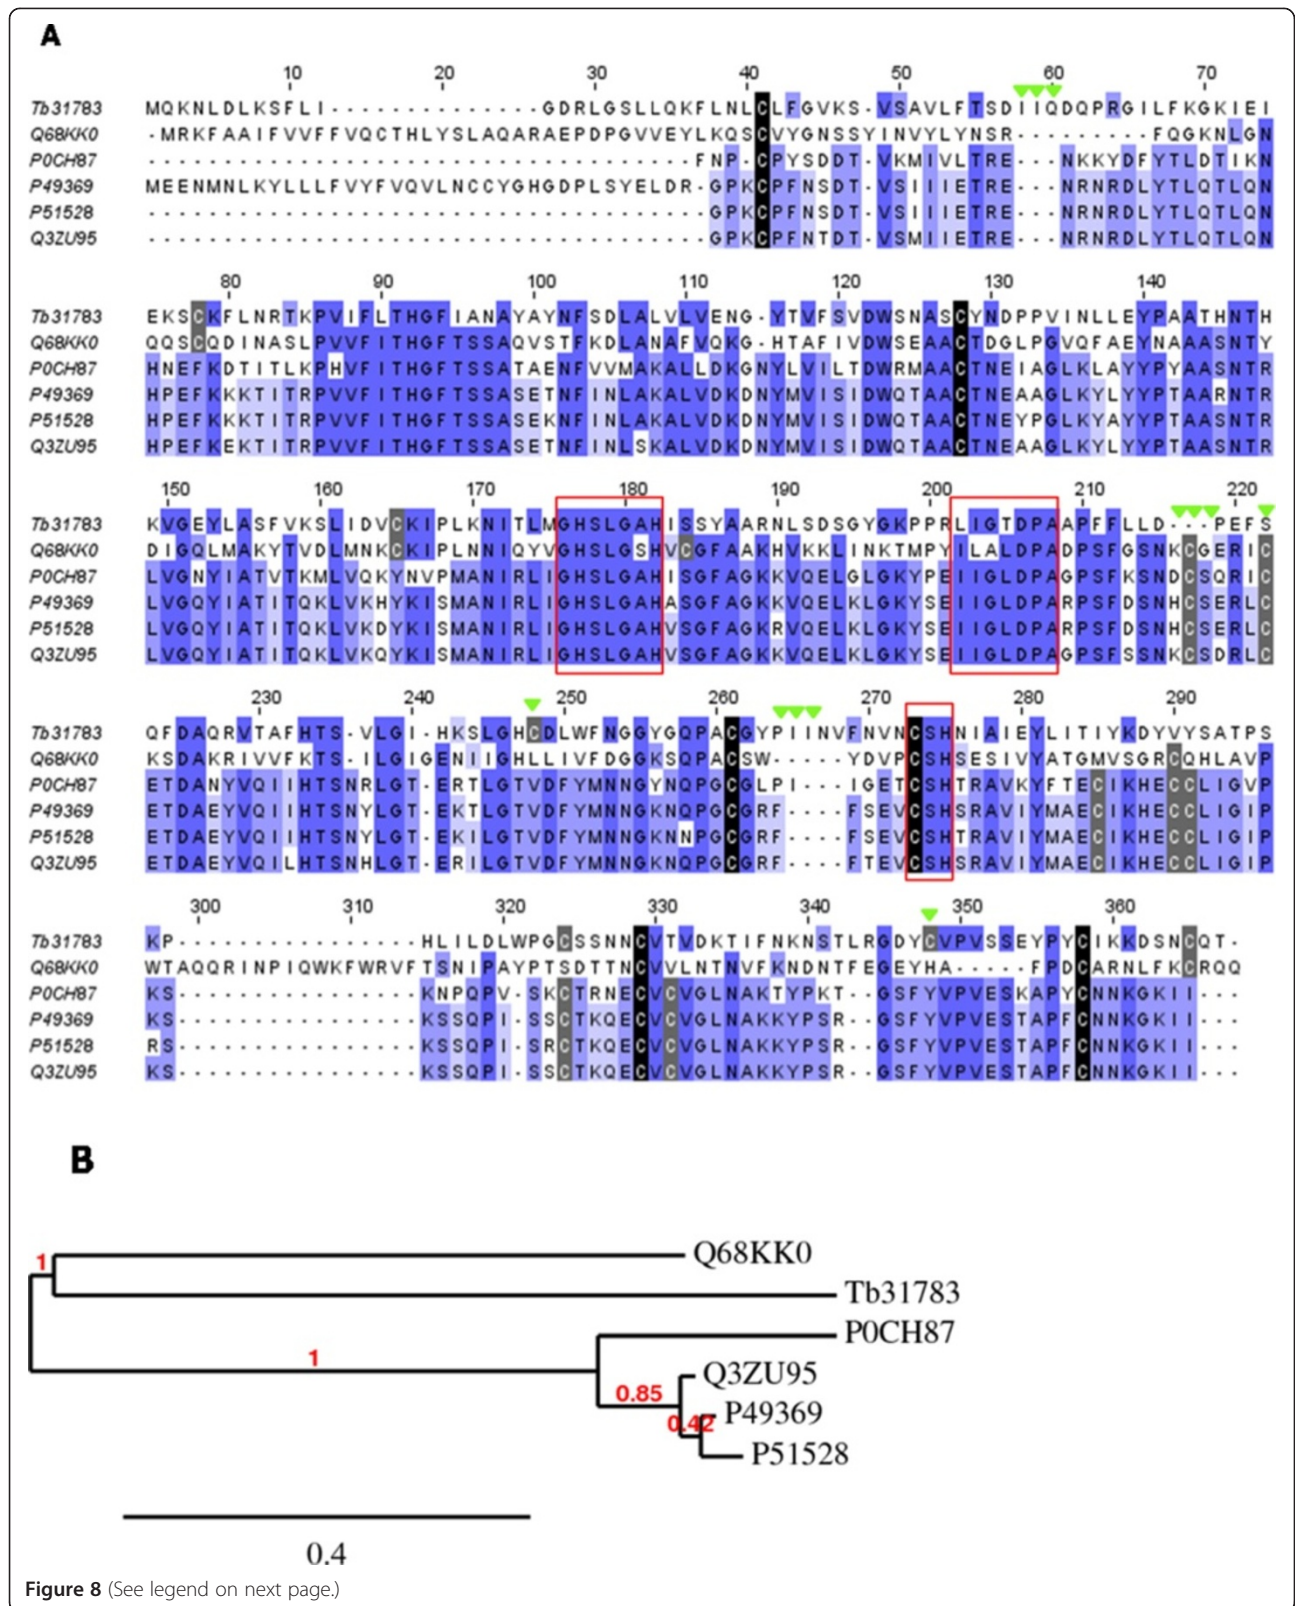 A
10 20 30 40 50 60 70
Tb31783 MQKNLDLKSFLI··············GDRLGSLLQKFLNLCLFGVKS·VSAVLFTSDIIQDQPRGILFKGKIEI
Q68KK0 ·MRKFAAIFVVFFVQCTHLYSLAQARAEPDPGVVEYLKQSCVYGNSSYINVYLYNSR·········FQGKNLGN
P0CH87 ····································FNP·CPYSDDT·VKMIVLTRE···NKKYDFYTLDTIKN
P49369 MEENMNLKYLLLFVYFVQVLNCCYGHGDPLSYELDR·GPKCPFNSDT·VSIIIETRE···NRNRDLYTLQTLQN
P51528 ·····································GPKCPFNSDT·VSIIIETRE···NRNRDLYTLQTLQN
Q3ZU95 ·····································GPKCPFNTDT·VSMIIETRE···NRNRDLYTLQTLQN
80 90 100 110 120 130 140
Tb31783 EKSCKFLNRTKPVIFLTHGFIANAYAYNFSDLALVLVENG·YTVFSVDWSNASCYNDPPVINLLEYPAATHNTH
Q68KK0 QQSCQDINASLPVVFITHGFTSSAQVSTFKDLANAFVQKG·HTAFIVDWSEAACTDGLPGVQFAEYNAAASNTY
P0CH87 HNEFKDTITLKPHVFITHGFTSSATAENFVVMAKALLDKGNYLVILTDWRMAACTNEIAGLKLAYYPYAASNTR
P49369 HPEFKKKTITRPVVFITHGFTSSASETNFINLAKALVDKDNYMVISIDWQTAACTNEAAGLKYLYYPTAARNTR
P51528 HPEFKKKTITRPVVFITHGFTSSASEKNFINLAKALVDKDNYMVISIDWQTAACTNEYPGLKYAYYPTAASNTR
Q3ZU95 HPEFKEKTITRPVVFITHGFTSSASETNFINLSKALVDKDNYMVISIDWQTAACTNEAAGLKYLYYPTAASNTR
150 160 170 180 190 200 210 220
Tb31783 KVGEYLASFVKSLIDVCKIPLKNITLMGHSLGAHISSYAARNLSDSGYGKPPRLIGTDPAAPFFLLD···PEFS
Q68KK0 DIGQLMAKYTVDLMNKCKIPLNNIQYVGHSLGSHVCGFAAKHVKKLINKTMPYILALDPADPSFGSNKCGERIC
P0CH87 LVGNYIATVTKMLVQKYNVPMANIRLIGHSLGAHISGFAGKKVQELGLGKYPEIIGLDPAGPSFKSNDCSQRIC
P49369 LVGQYIATITQKLVKHYKISMANIRLIGHSLGAHASGFAGKKVQELKLGKYSEIIGLDPARPSFDSNHCSERLC
P51528 LVGQYIATITQKLVKDYKISMANIRLIGHSLGAHVSGFAGKRVQELKLGKYSEIIGLDPARPSFDSNHCSERLC
Q3ZU95 LVGQYIATITQKLVKQYKISMANIRLIGHSLGAHVSGFAGKKVQELKLGKYSEIIGLDPAGPSFSSNKCSDRLC
230 240 250 260 270 280 290
Tb31783 QFDAQRVTAFHTS·VLGI·HKSLGHCDLWFNGGYGQPACGYPIINVFNVNCSHNIAIEYLITIYKDYVYSATPS
Q68KK0 KSDAKRIVVFKTS·ILGIGENIIGHLLIVFDGGKSQPACSW·····YDVPCSHSESIVYATGMVSGRCQHLAVP
P0CH87 ETDANYVQIIHTSNRLGT·ERTLGTVDFYMNNGYNQPGCGLPI···IGETCSHTRAVKYFTECIKHECCLIGVP
P49369 ETDAEYVQIIHTSNYLGT·EKTLGTVDFYMNNGKNQPGCGRF····FSEVCSHSRAVIYMAECIKHECCLIGIP
P51528 ETDAEYVQIIHTSNYLGT·EKILGTVDFYMNNGKNNPGCGRF····FSEVCSHTRAVIYMAECIKHECCLIGIP
Q3ZU95 ETDAEYVQILHTSNHLGT·ERILGTVDFYMNNGKNQPGCGRF····FTEVCSHSRAVIYMAECIKHECCLIGIP
300 310 320 330 340 350 360
Tb31783 KP················HLILDLWPGCSSNNCVTVDKTIFNKNSTLRGDYCVPVSSEYPYCIKKDSNCQT·
Q68KK0 WTAQQRINPIQWKFWRVFTSNIPAYPTSDTTNCVVLNTNVFKNDNTFEGEYHA·····FPDCARNLFKCRQQ
P0CH87 KS················KNPQPV·SKCTRNECVCVGLNAKTYPKT··GSFYVPVESKAPYCNNKGKII···
P49369 KS················KSSQPI·SSCTKQECVCVGLNAKKYPSR··GSFYVPVESTAPFCNNKGKII···
P51528 RS················KSSQPI·SRCTKQECVCVGLNAKKYPSR··GSFYVPVESTAPFCNNKGKII···
Q3ZU95 KS················KSSQPI·SSCTKQECVCVGLNAKKYPSR··GSFYVPVESTAPFCNNKGKII···
B
1 Q68KK0
Tb31783
P0CH87
1
Q3ZU95
0.85
0.42 P49369
P51528
0.4
Figure 8 (See legend on next page.)